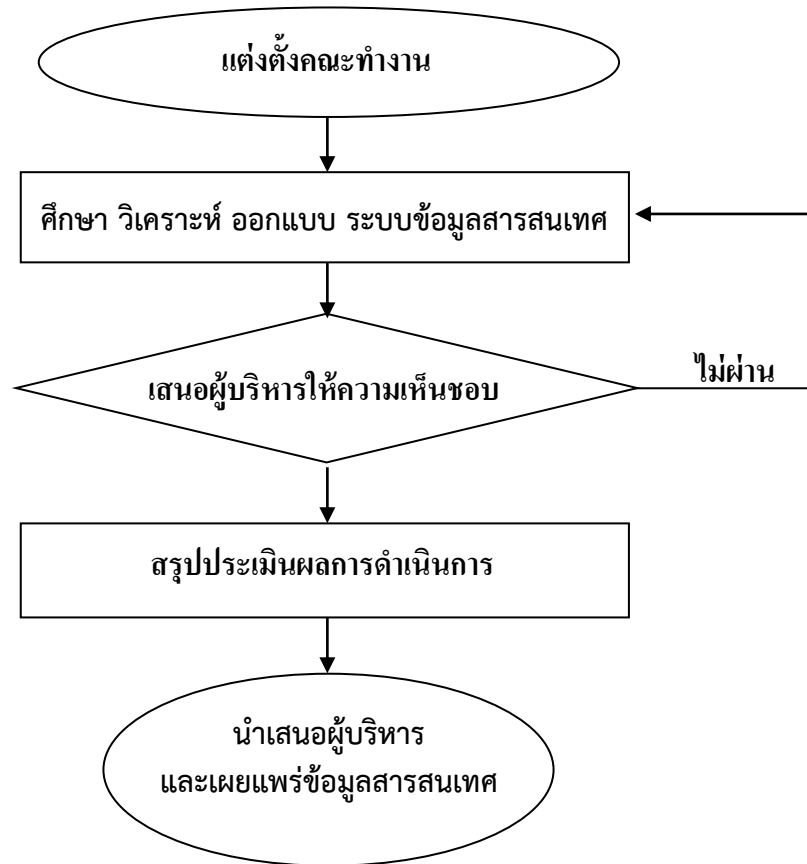 แต่งตั้งคณะทำงาน
ศึกษา วิเคราะห์ ออกแบบ ระบบข้อมูลสารสนเทศ
เสนอผู้บริหารให้ความเห็นชอบ
ไม่ผ่าน
สรุปประเมินผลการดำเนินการ
นำเสนอผู้บริหาร
และเผยแพร่ข้อมูลสารสนเทศ